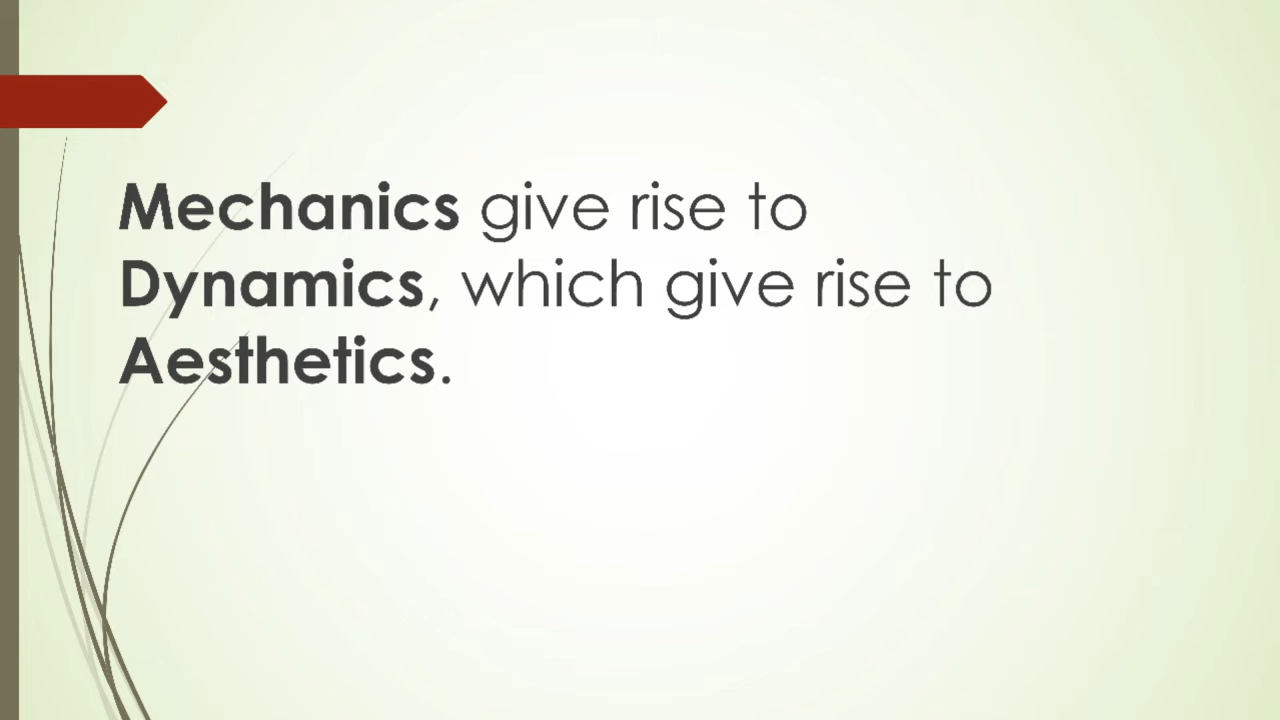 Mechanics give rise to
Dynamics, which give rise to
Aesthetics.